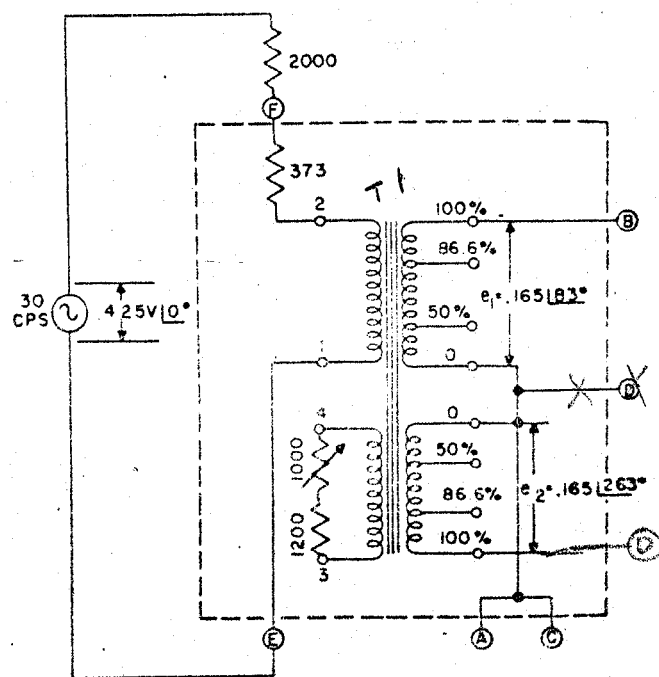 2000
F
373
T1
2
100%
B
86.6%
30
CPS
4.25V∠0°
e₁=.165∠83°
50%
1
0
D
4
0
1000
50%
e₂=.165∠263°
86.6%
1200
100%
D
3
E
A
C